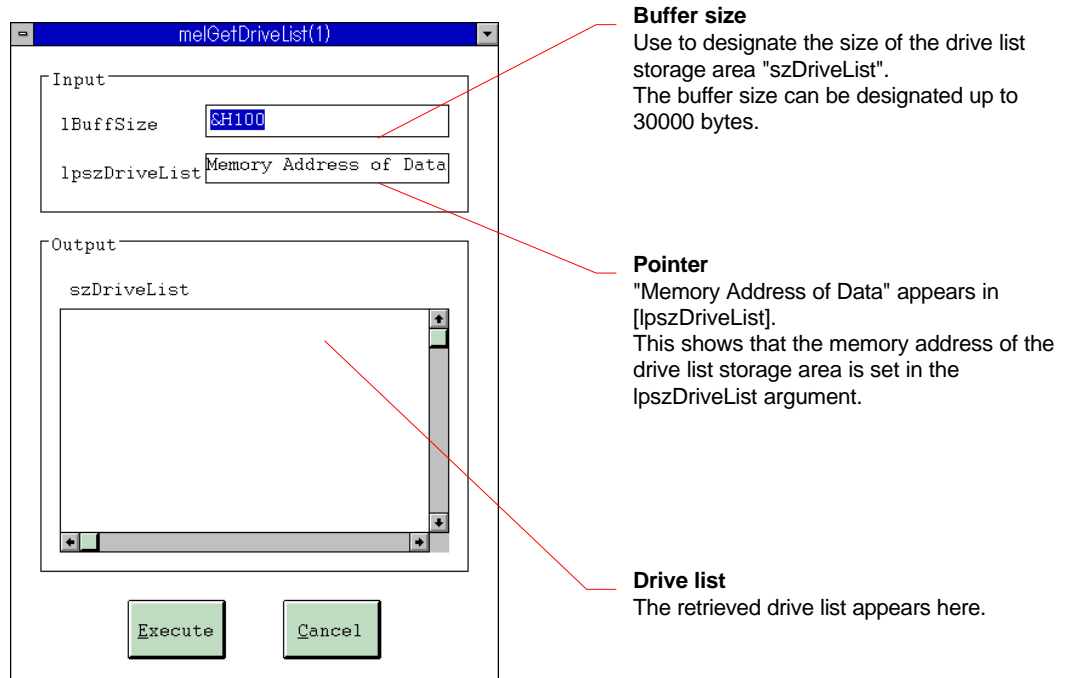 melGetDriveList(1)
Input
lBuffSize
&H100
lpszDriveList
Memory Address of Data
Output
szDriveList
Execute
Cancel
Buffer size
Use to designate the size of the drive list
storage area "szDriveList".
The buffer size can be designated up to
30000 bytes.
Pointer
"Memory Address of Data" appears in
[lpszDriveList].
This shows that the memory address of the
drive list storage area is set in the
lpszDriveList argument.
Drive list
The retrieved drive list appears here.